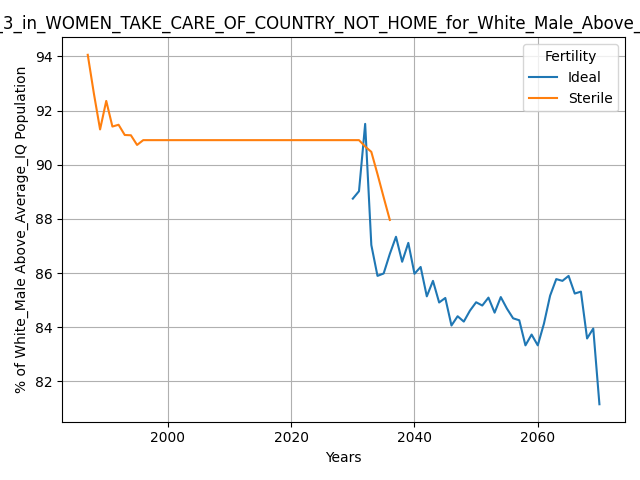 _3_in_WOMEN_TAKE_CARE_OF_COUNTRY_NOT_HOME_for_White_Male_Above_
94
92
90
88
86
84
82
% of White_Male Above_Average_IQ Population
Fertility
Ideal
Sterile
2000
2020
2040
2060
Years